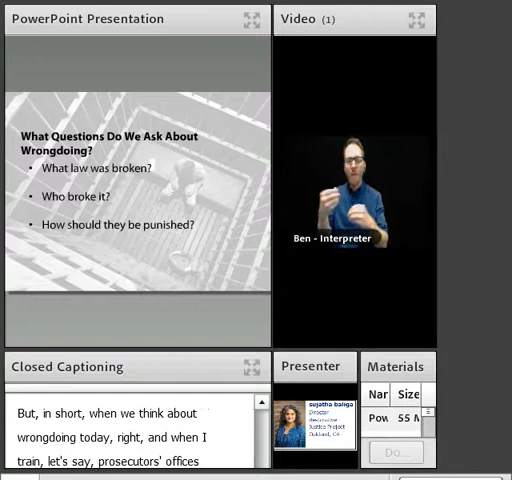 PowerPoint Presentation
Video (1)
What Questions Do We Ask About
Wrongdoing?
• What law was broken?
• Who broke it?
• How should they be punished?
Ben - Interpreter
Closed Captioning
But, in short, when we think about
wrongdoing today, right, and when I
train, let's say, prosecutors' offices
Presenter
sujatha baliga
Director
Restorative
Justice Project
Oakland, CA
Materials
Nar Size
Pow 55 M
Do...